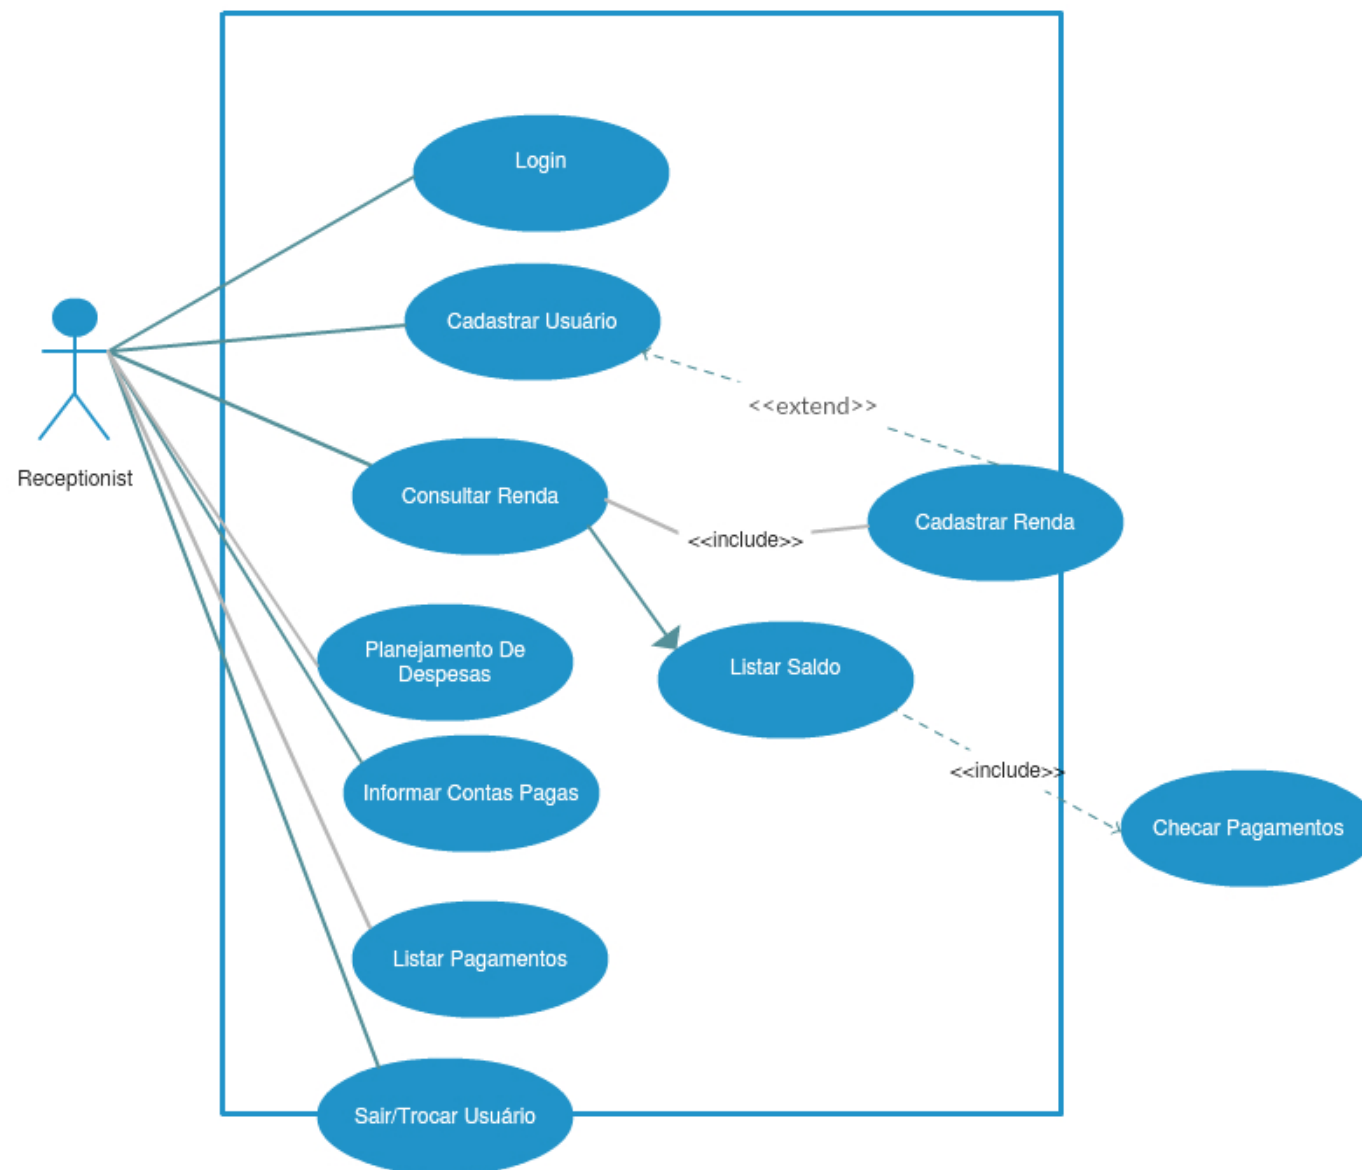 Login
Cadastrar Usuário
<<extend>>
Receptionist
Consultar Renda
Cadastrar Renda
<<include>>
Planejamento De
Despesas
Listar Saldo
<<include>>
Informar Contas Pagas
Checar Pagamentos
Listar Pagamentos
Sair/Trocar Usuário